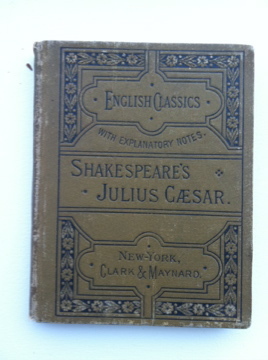 ENGLISH CLASSICS
WITH EXPLANATORY NOTES.
SHAKESPEARE'S
JULIUS CÆSAR.
NEW-YORK,
CLARK & MAYNARD.